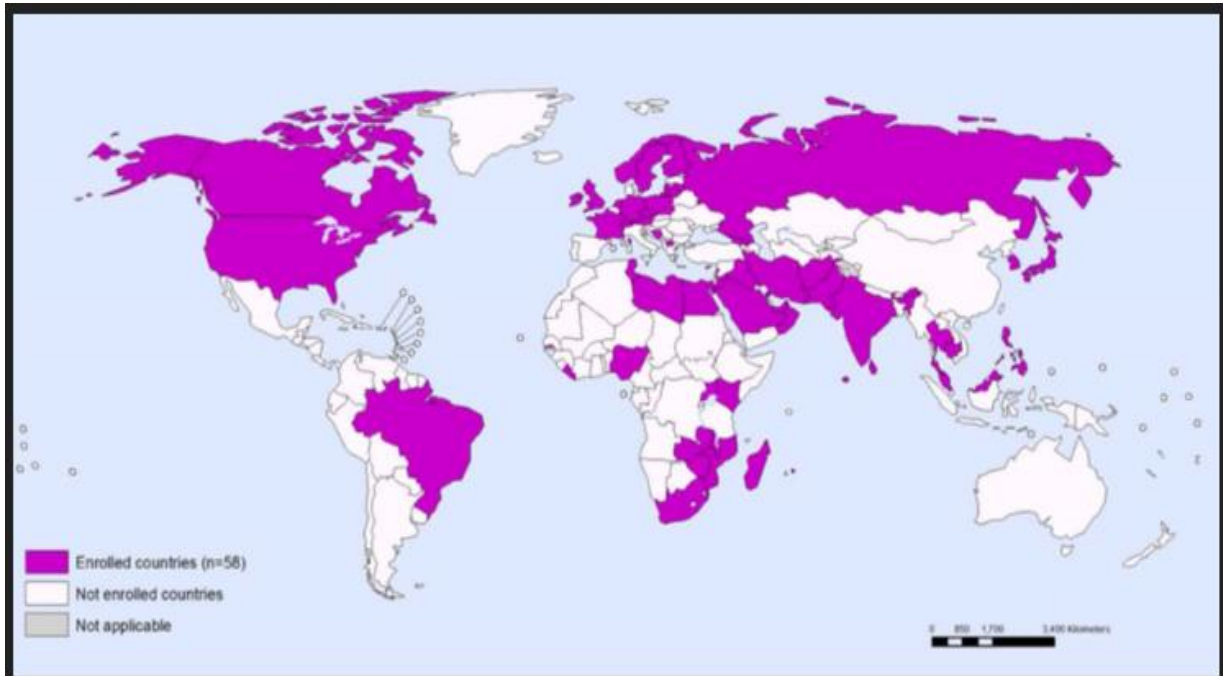 Enrolled countries (n=58)
Not enrolled countries
Not applicable
0 850 1,700 3,400 Kilometers